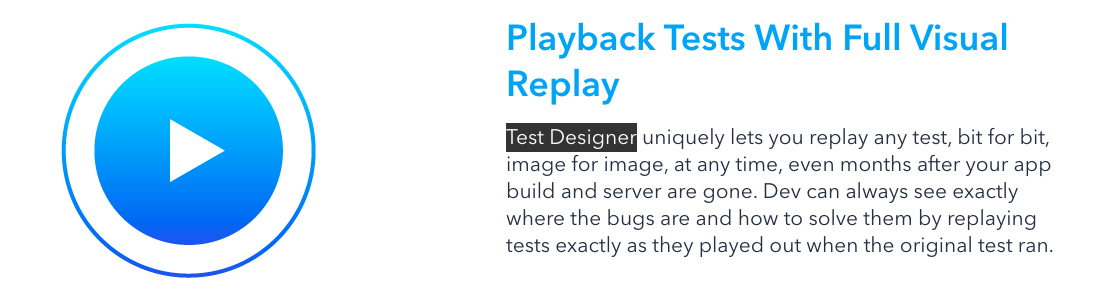 Playback Tests With Full Visual
Replay
Test Designer uniquely lets you replay any test, bit for bit,
image for image, at any time, even months after your app
build and server are gone. Dev can always see exactly
where the bugs are and how to solve them by replaying
tests exactly as they played out when the original test ran.